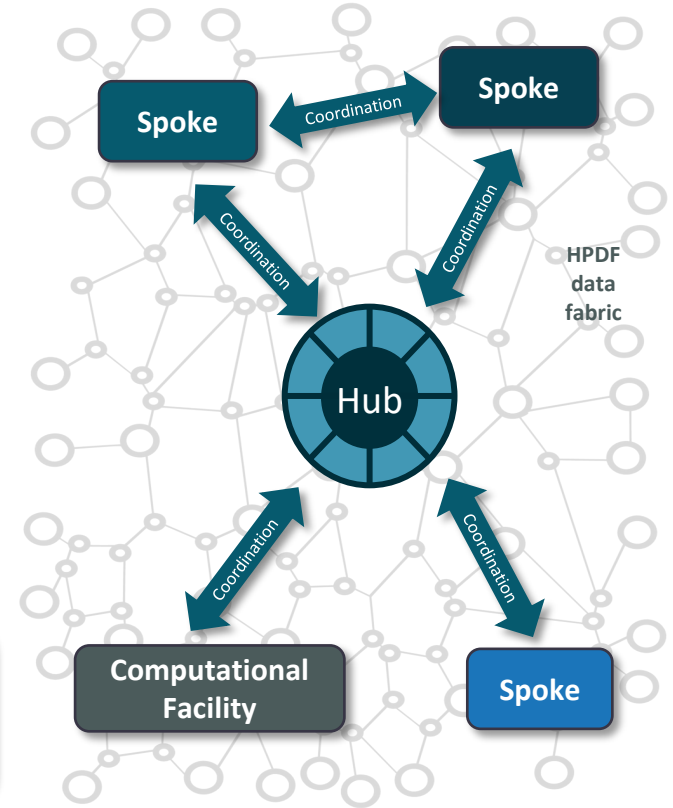 Spoke
Coordination
Spoke
Coordination
Coordination
HPDF
data
fabric
Hub
Coordination
Coordination
Computational
Facility
Spoke